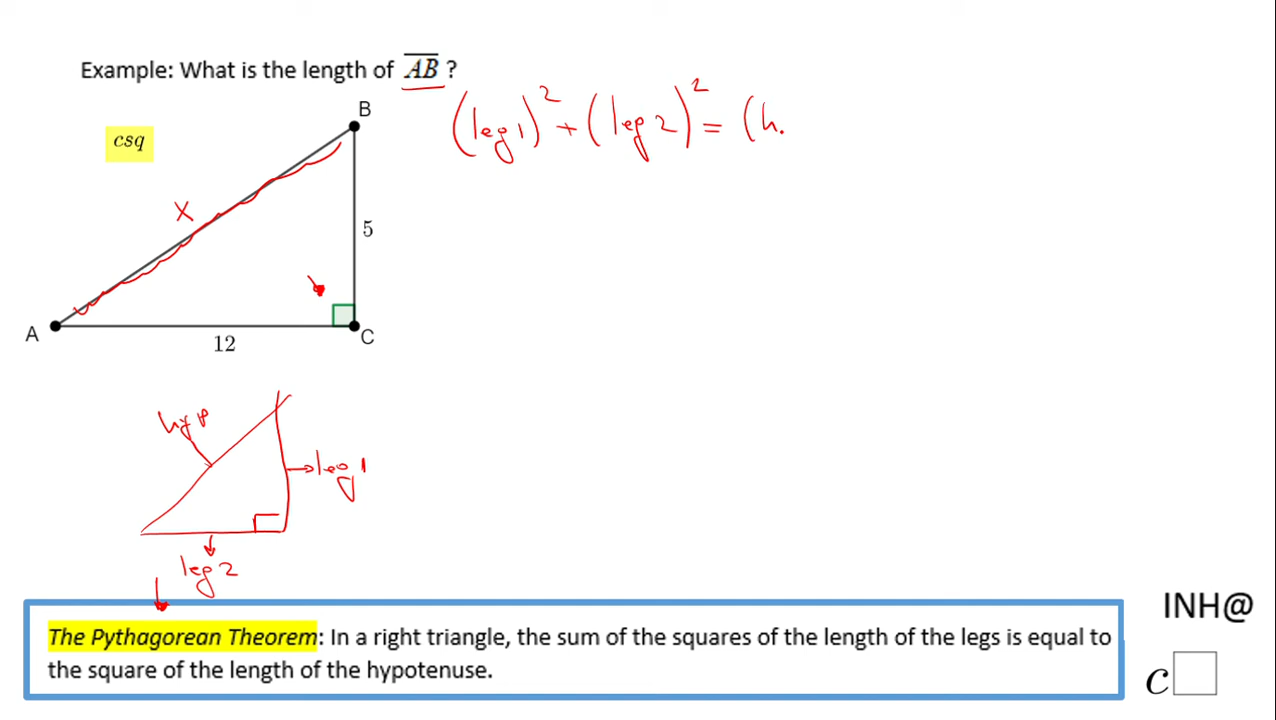 Example: What is the length of AB ?
(leg 1)² + (leg 2)² = (h.
B
csq
X
5
A
12
C
hyp
leg 1
leg 2
The Pythagorean Theorem: In a right triangle, the sum of the squares of the length of the legs is equal to
the square of the length of the hypotenuse.
INH@
c